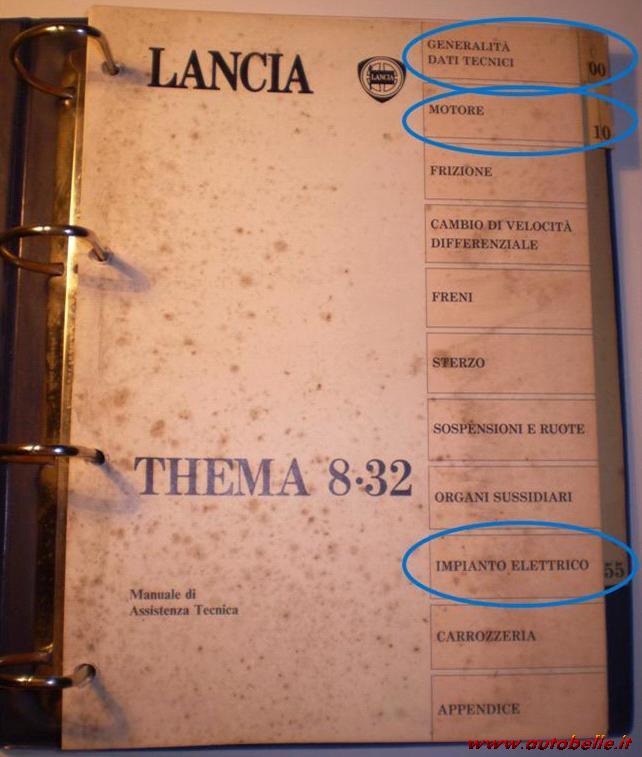 LANCIA
LANCIA
GENERALITÀ
DATI TECNICI
00
MOTORE
10
FRIZIONE
CAMBIO DI VELOCITÀ
DIFFERENZIALE
FRENI
STERZO
SOSPENSIONI E RUOTE
THEMA 8·32
ORGANI SUSSIDIARI
IMPIANTO ELETTRICO
55
Manuale di
Assistenza Tecnica
CARROZZERIA
APPENDICE
www.autobelle.it